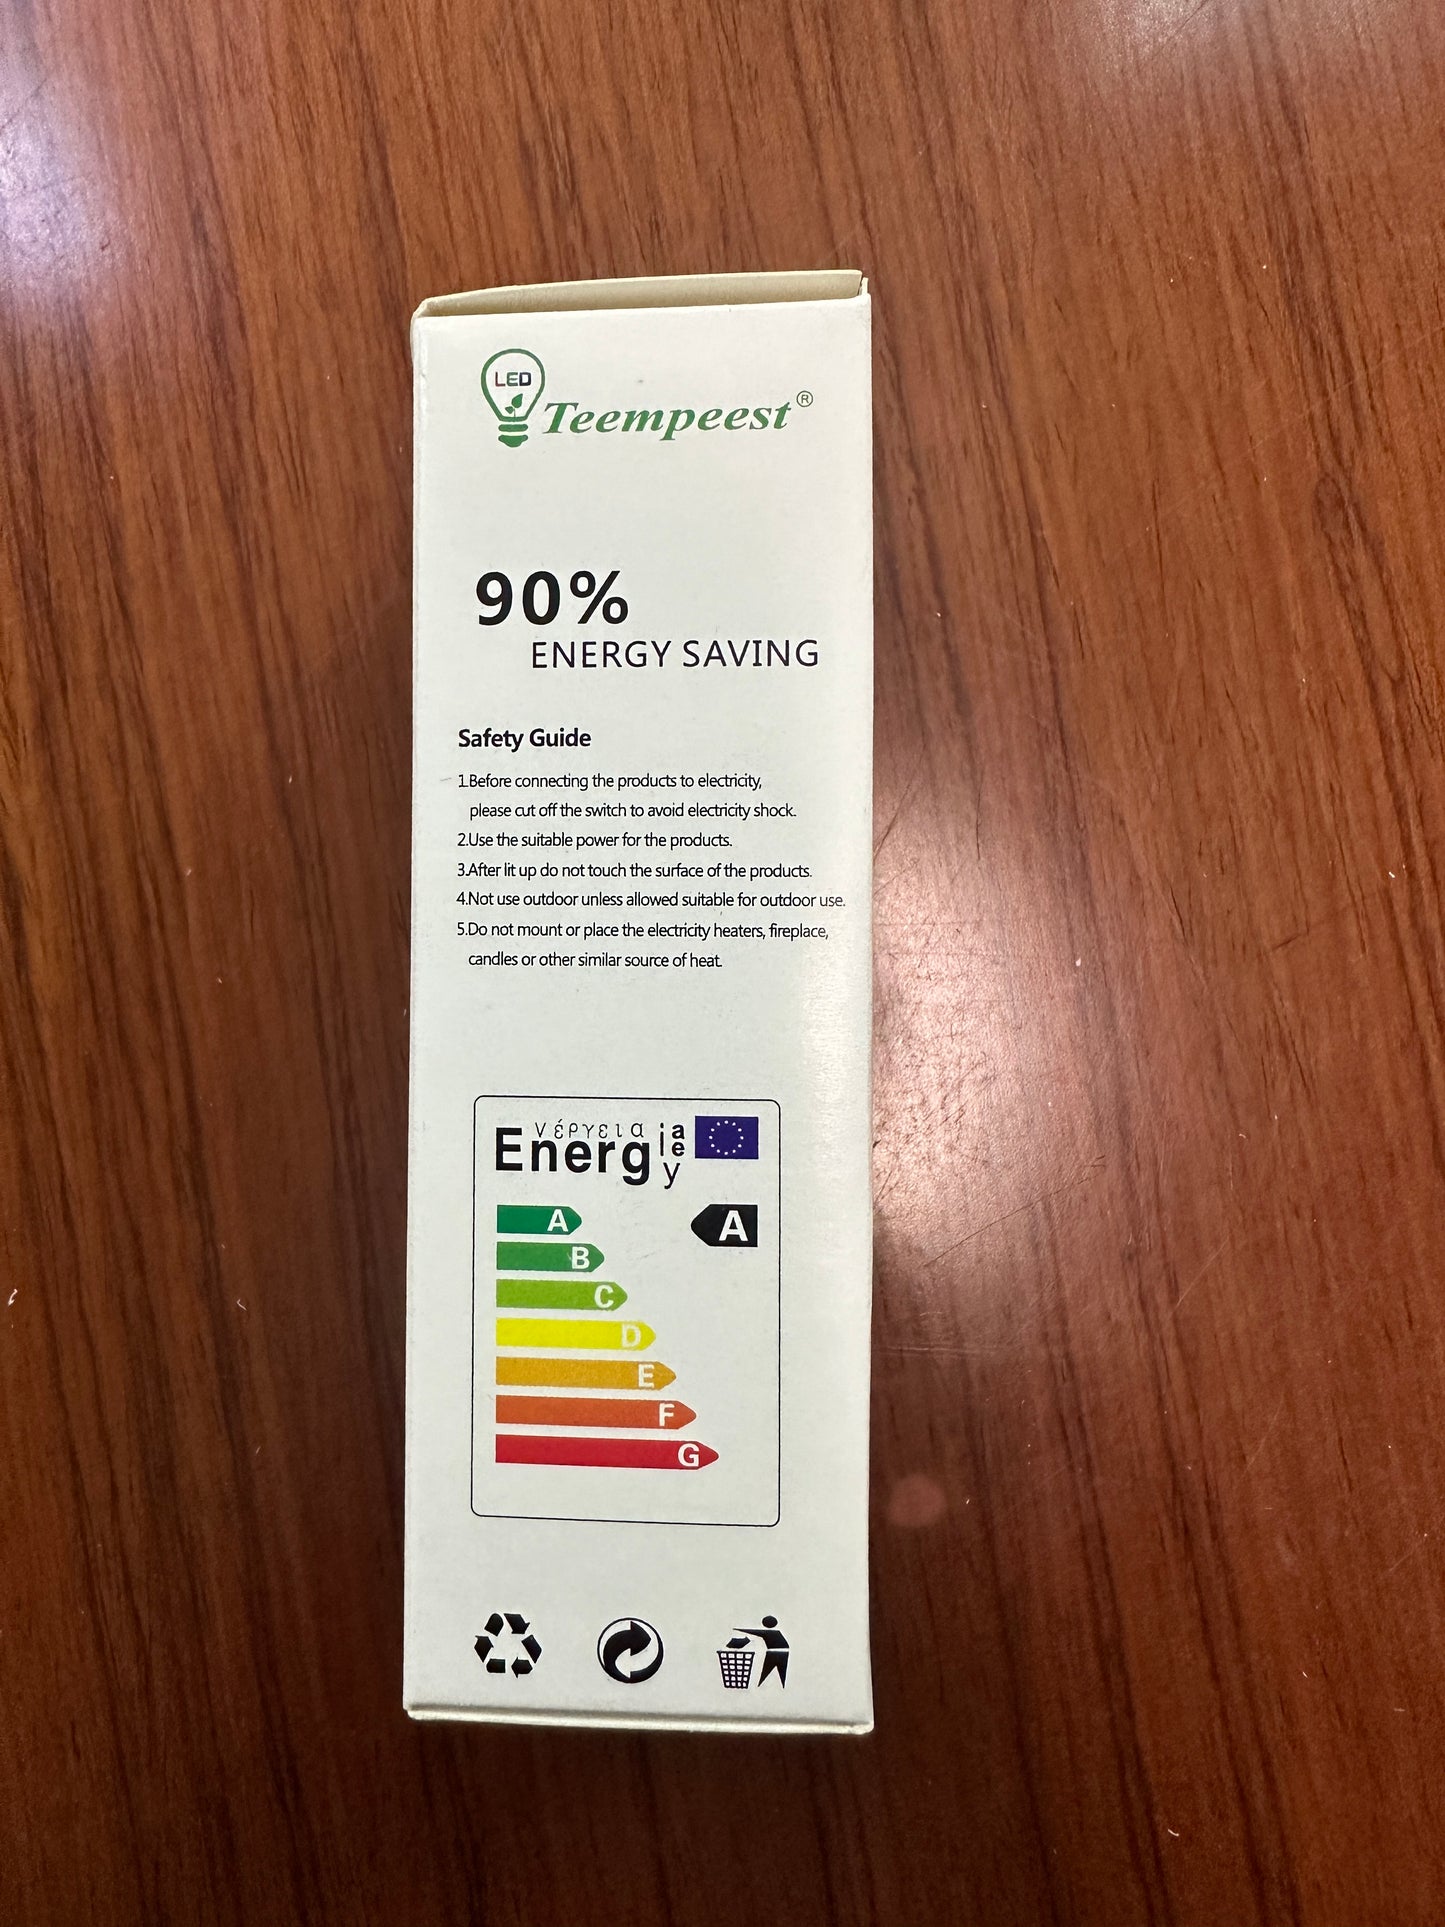 LED
Teempeest®
90%
ENERGY SAVING
Safety Guide
1.Before connecting the products to electricity,
please cut off the switch to avoid electricity shock.
2.Use the suitable power for the products.
3.After lit up do not touch the surface of the products.
4.Not use outdoor unless allowed suitable for outdoor use.
5.Do not mount or place the electricity heaters, fireplace,
candles or other similar source of heat.
νέργεια ia
Energ ie
y a
A A
B
C
D
E
F
G